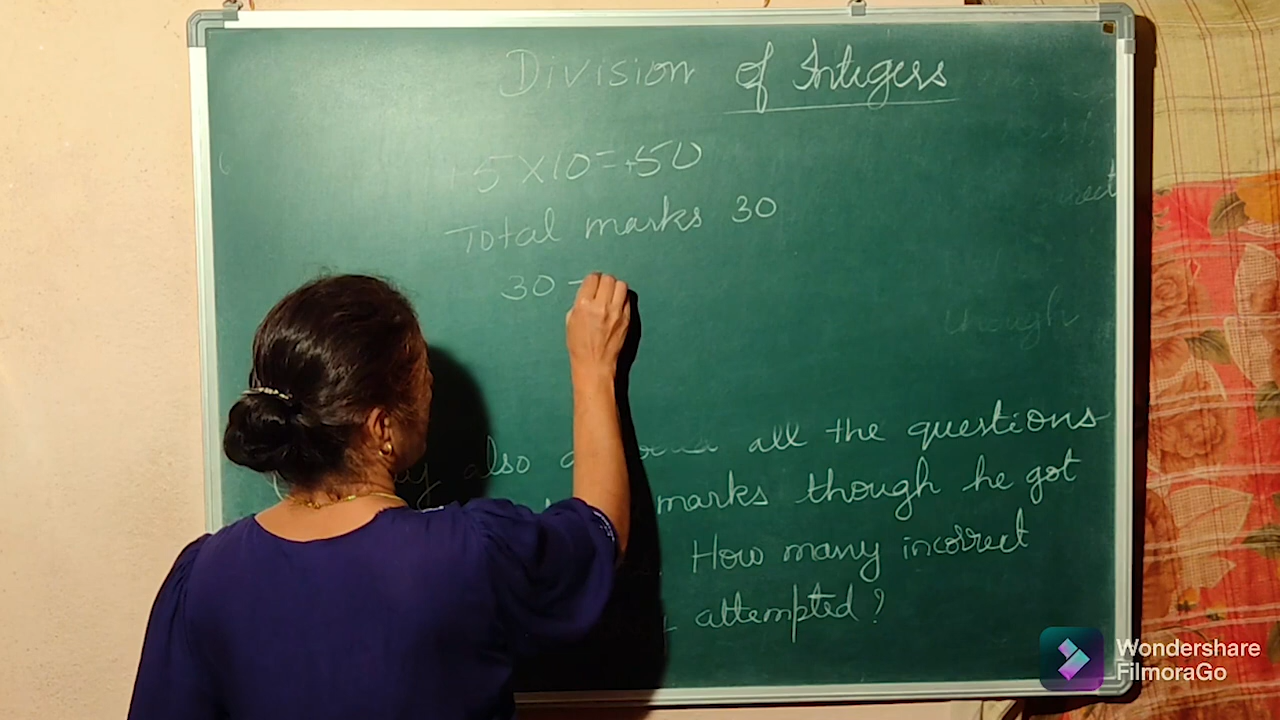 Division of Integers
+5×10=+50
Total marks 30
30 -
also all the questions
marks though he got
How many incorrect
attempted?
though
Wondershare
FilmoraGo